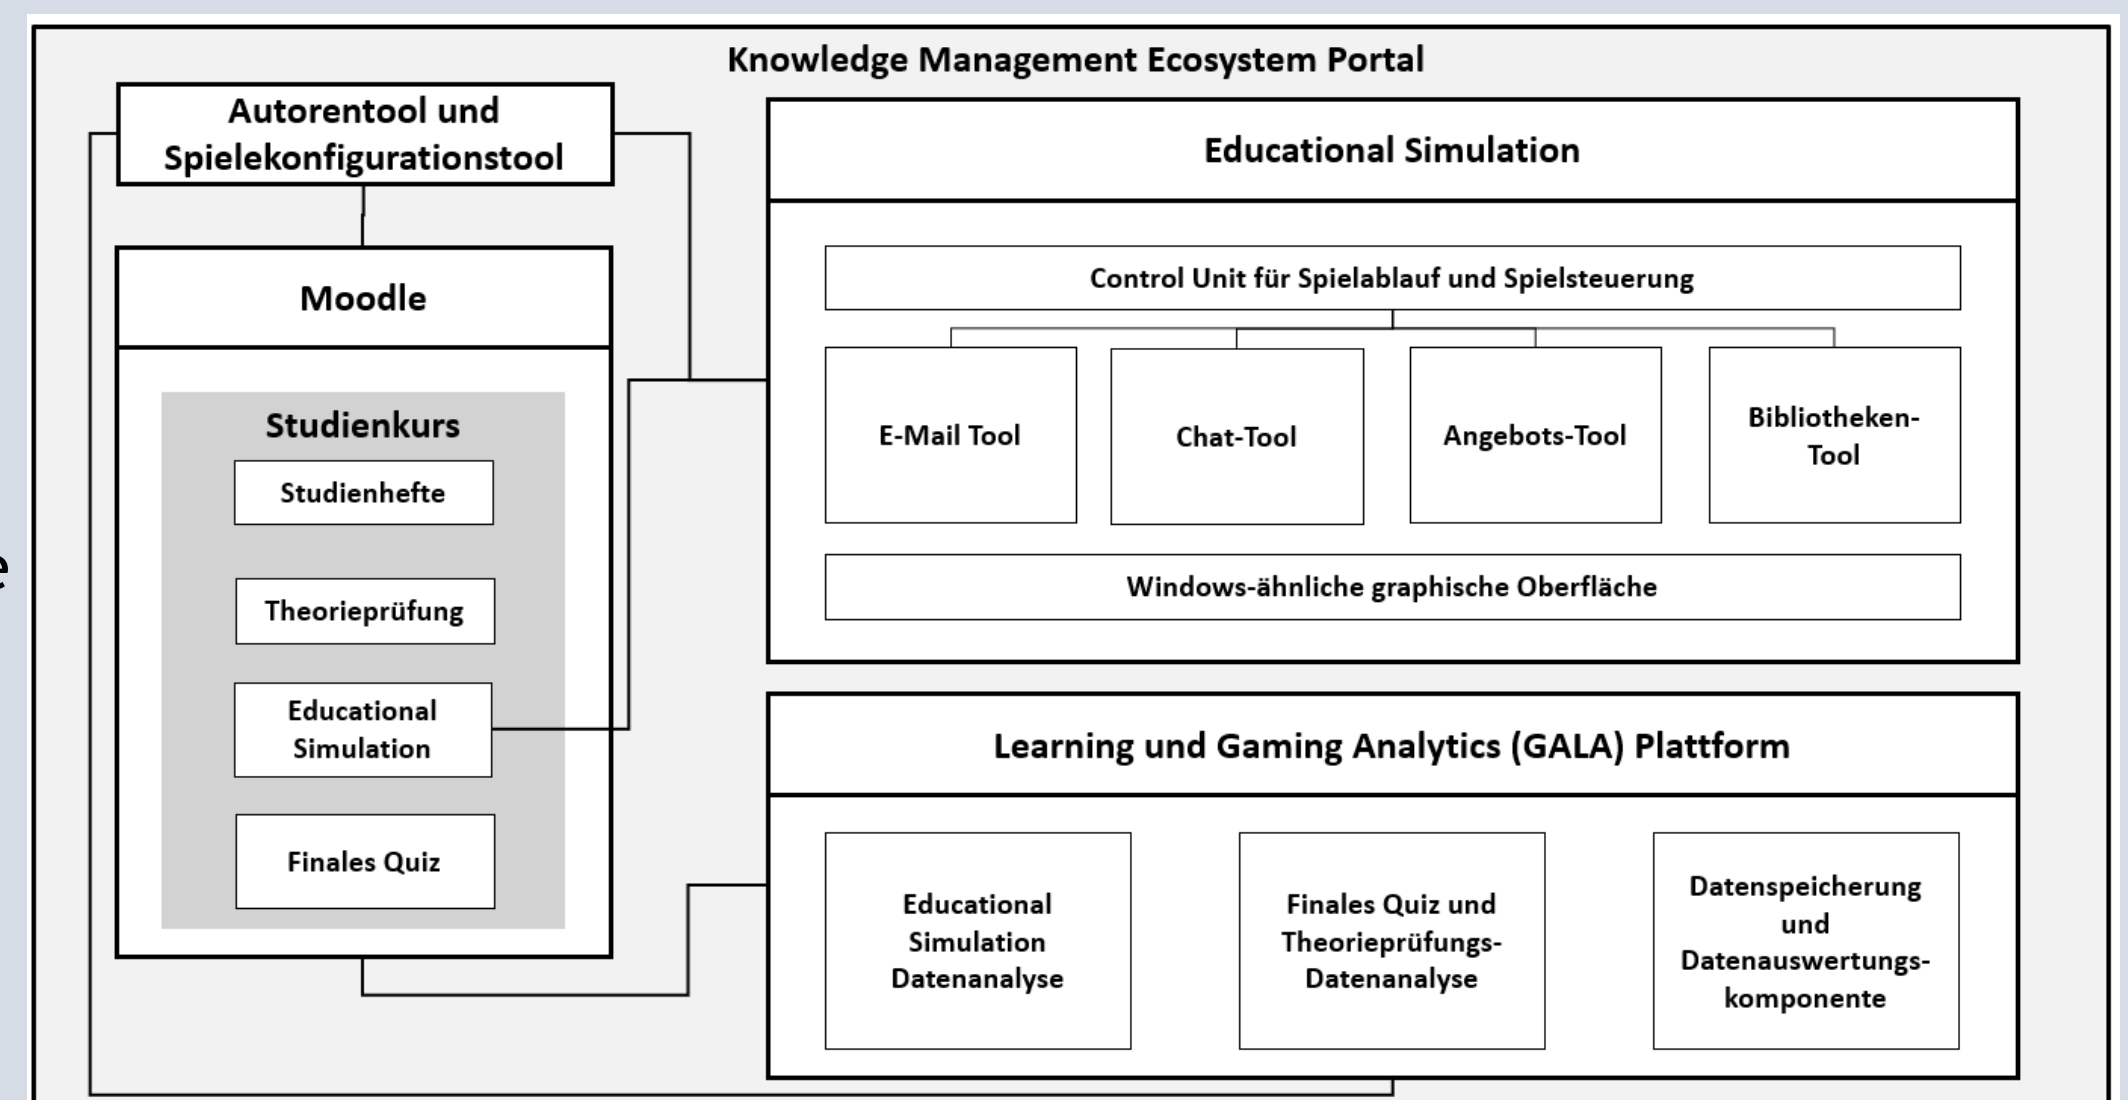 Knowledge Management Ecosystem Portal
Autorentool und
Spielekonfigurationstool
Moodle
Studienkurs
Studienhefte
Theorieprüfung
Educational
Simulation
Finales Quiz
Educational Simulation
Control Unit für Spielablauf und Spielsteuerung
E-Mail Tool
Chat-Tool
Angebots-Tool
Bibliotheken-
Tool
Windows-ähnliche graphische Oberfläche
Learning und Gaming Analytics (GALA) Plattform
Educational
Simulation
Datenanalyse
Finales Quiz und
Theorieprüfungs-
Datenanalyse
Datenspeicherung
und
Datenauswertungs-
komponente
e